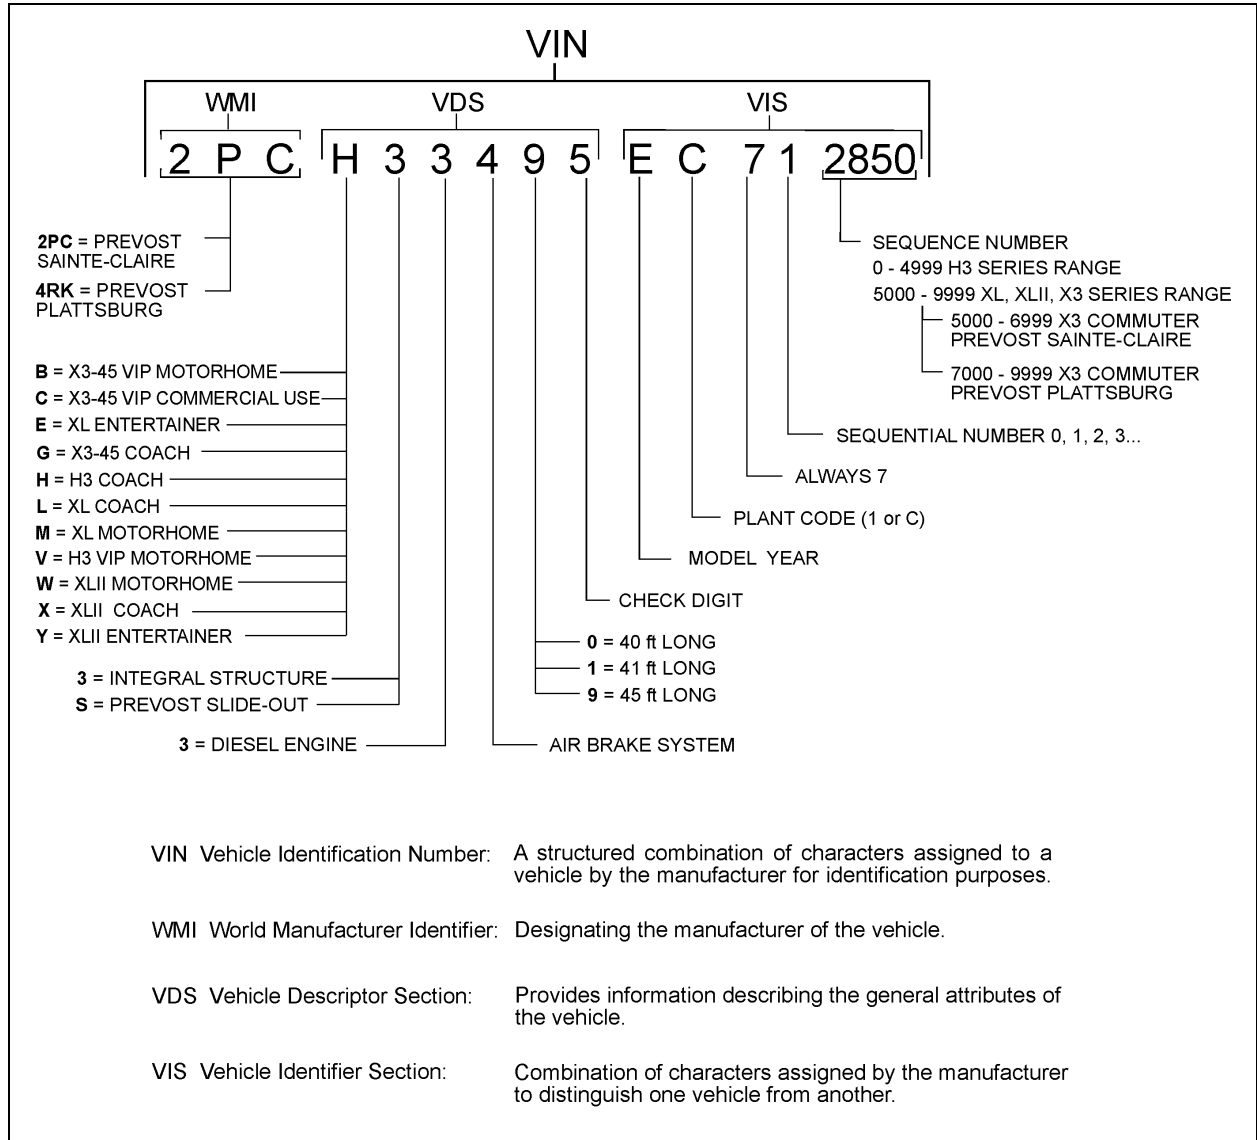 VIN
WMI VDS VIS
2 P C H 3 3 4 9 5 E C 7 1 2850
2PC = PREVOST
SAINTE-CLAIRE
4RK = PREVOST
PLATTSBURG
SEQUENCE NUMBER
0 - 4999 H3 SERIES RANGE
5000 - 9999 XL, XLII, X3 SERIES RANGE
5000 - 6999 X3 COMMUTER
PREVOST SAINTE-CLAIRE
7000 - 9999 X3 COMMUTER
PREVOST PLATTSBURG
B = X3-45 VIP MOTORHOME
C = X3-45 VIP COMMERCIAL USE
E = XL ENTERTAINER
G = X3-45 COACH
H = H3 COACH
L = XL COACH
M = XL MOTORHOME
V = H3 VIP MOTORHOME
W = XLII MOTORHOME
X = XLII COACH
Y = XLII ENTERTAINER
SEQUENTIAL NUMBER 0, 1, 2, 3...
ALWAYS 7
PLANT CODE (1 or C)
MODEL YEAR
CHECK DIGIT
0 = 40 ft LONG
1 = 41 ft LONG
9 = 45 ft LONG
3 = INTEGRAL STRUCTURE
S = PREVOST SLIDE-OUT
3 = DIESEL ENGINE
AIR BRAKE SYSTEM
VIN Vehicle Identification Number: A structured combination of characters assigned to a
vehicle by the manufacturer for identification purposes.
WMI World Manufacturer Identifier: Designating the manufacturer of the vehicle.
VDS Vehicle Descriptor Section: Provides information describing the general attributes of
the vehicle.
VIS Vehicle Identifier Section: Combination of characters assigned by the manufacturer
to distinguish one vehicle from another.